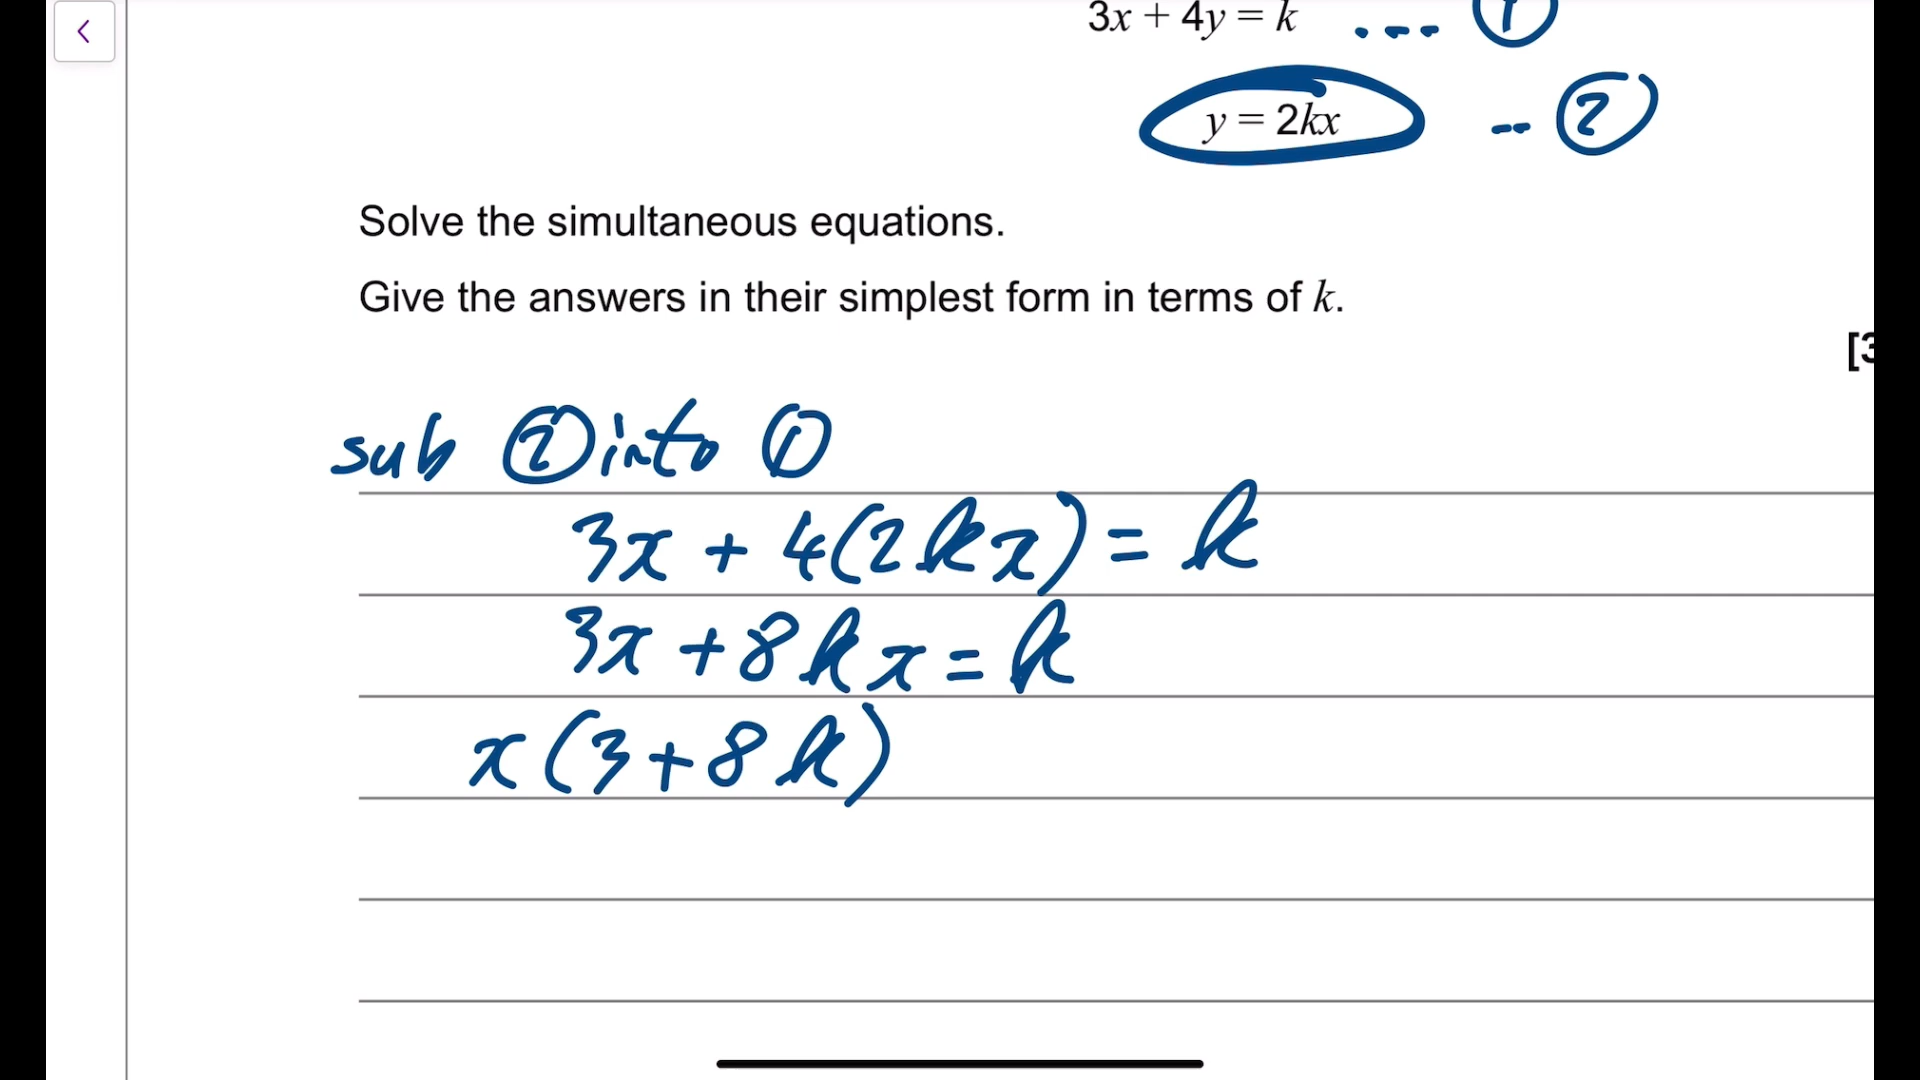 3x + 4y = k ... ①
y = 2kx -- ②
Solve the simultaneous equations.
Give the answers in their simplest form in terms of k.
[3
sub ② into ①
3x + 4(2kx) = k
3x + 8kx = k
x(3 + 8k)